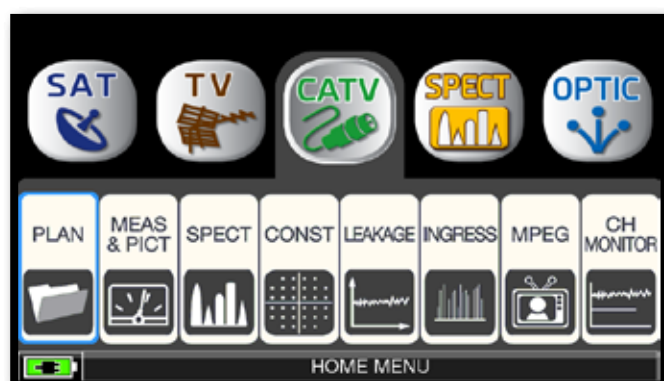 SAT
TV
CATV
SPECT
OPTIC
PLAN
MEAS
& PICT
SPECT
CONST
LEAKAGE
INGRESS
MPEG
CH
MONITOR
HOME MENU